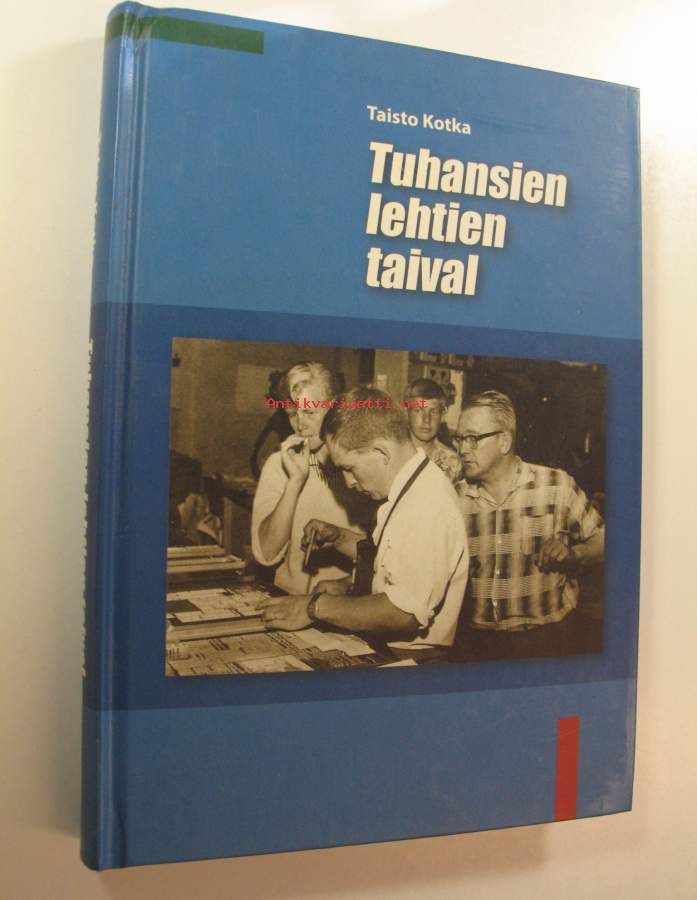 Taisto Kotka
Tuhansien
lehtien
taival
Antikvariaatti.net